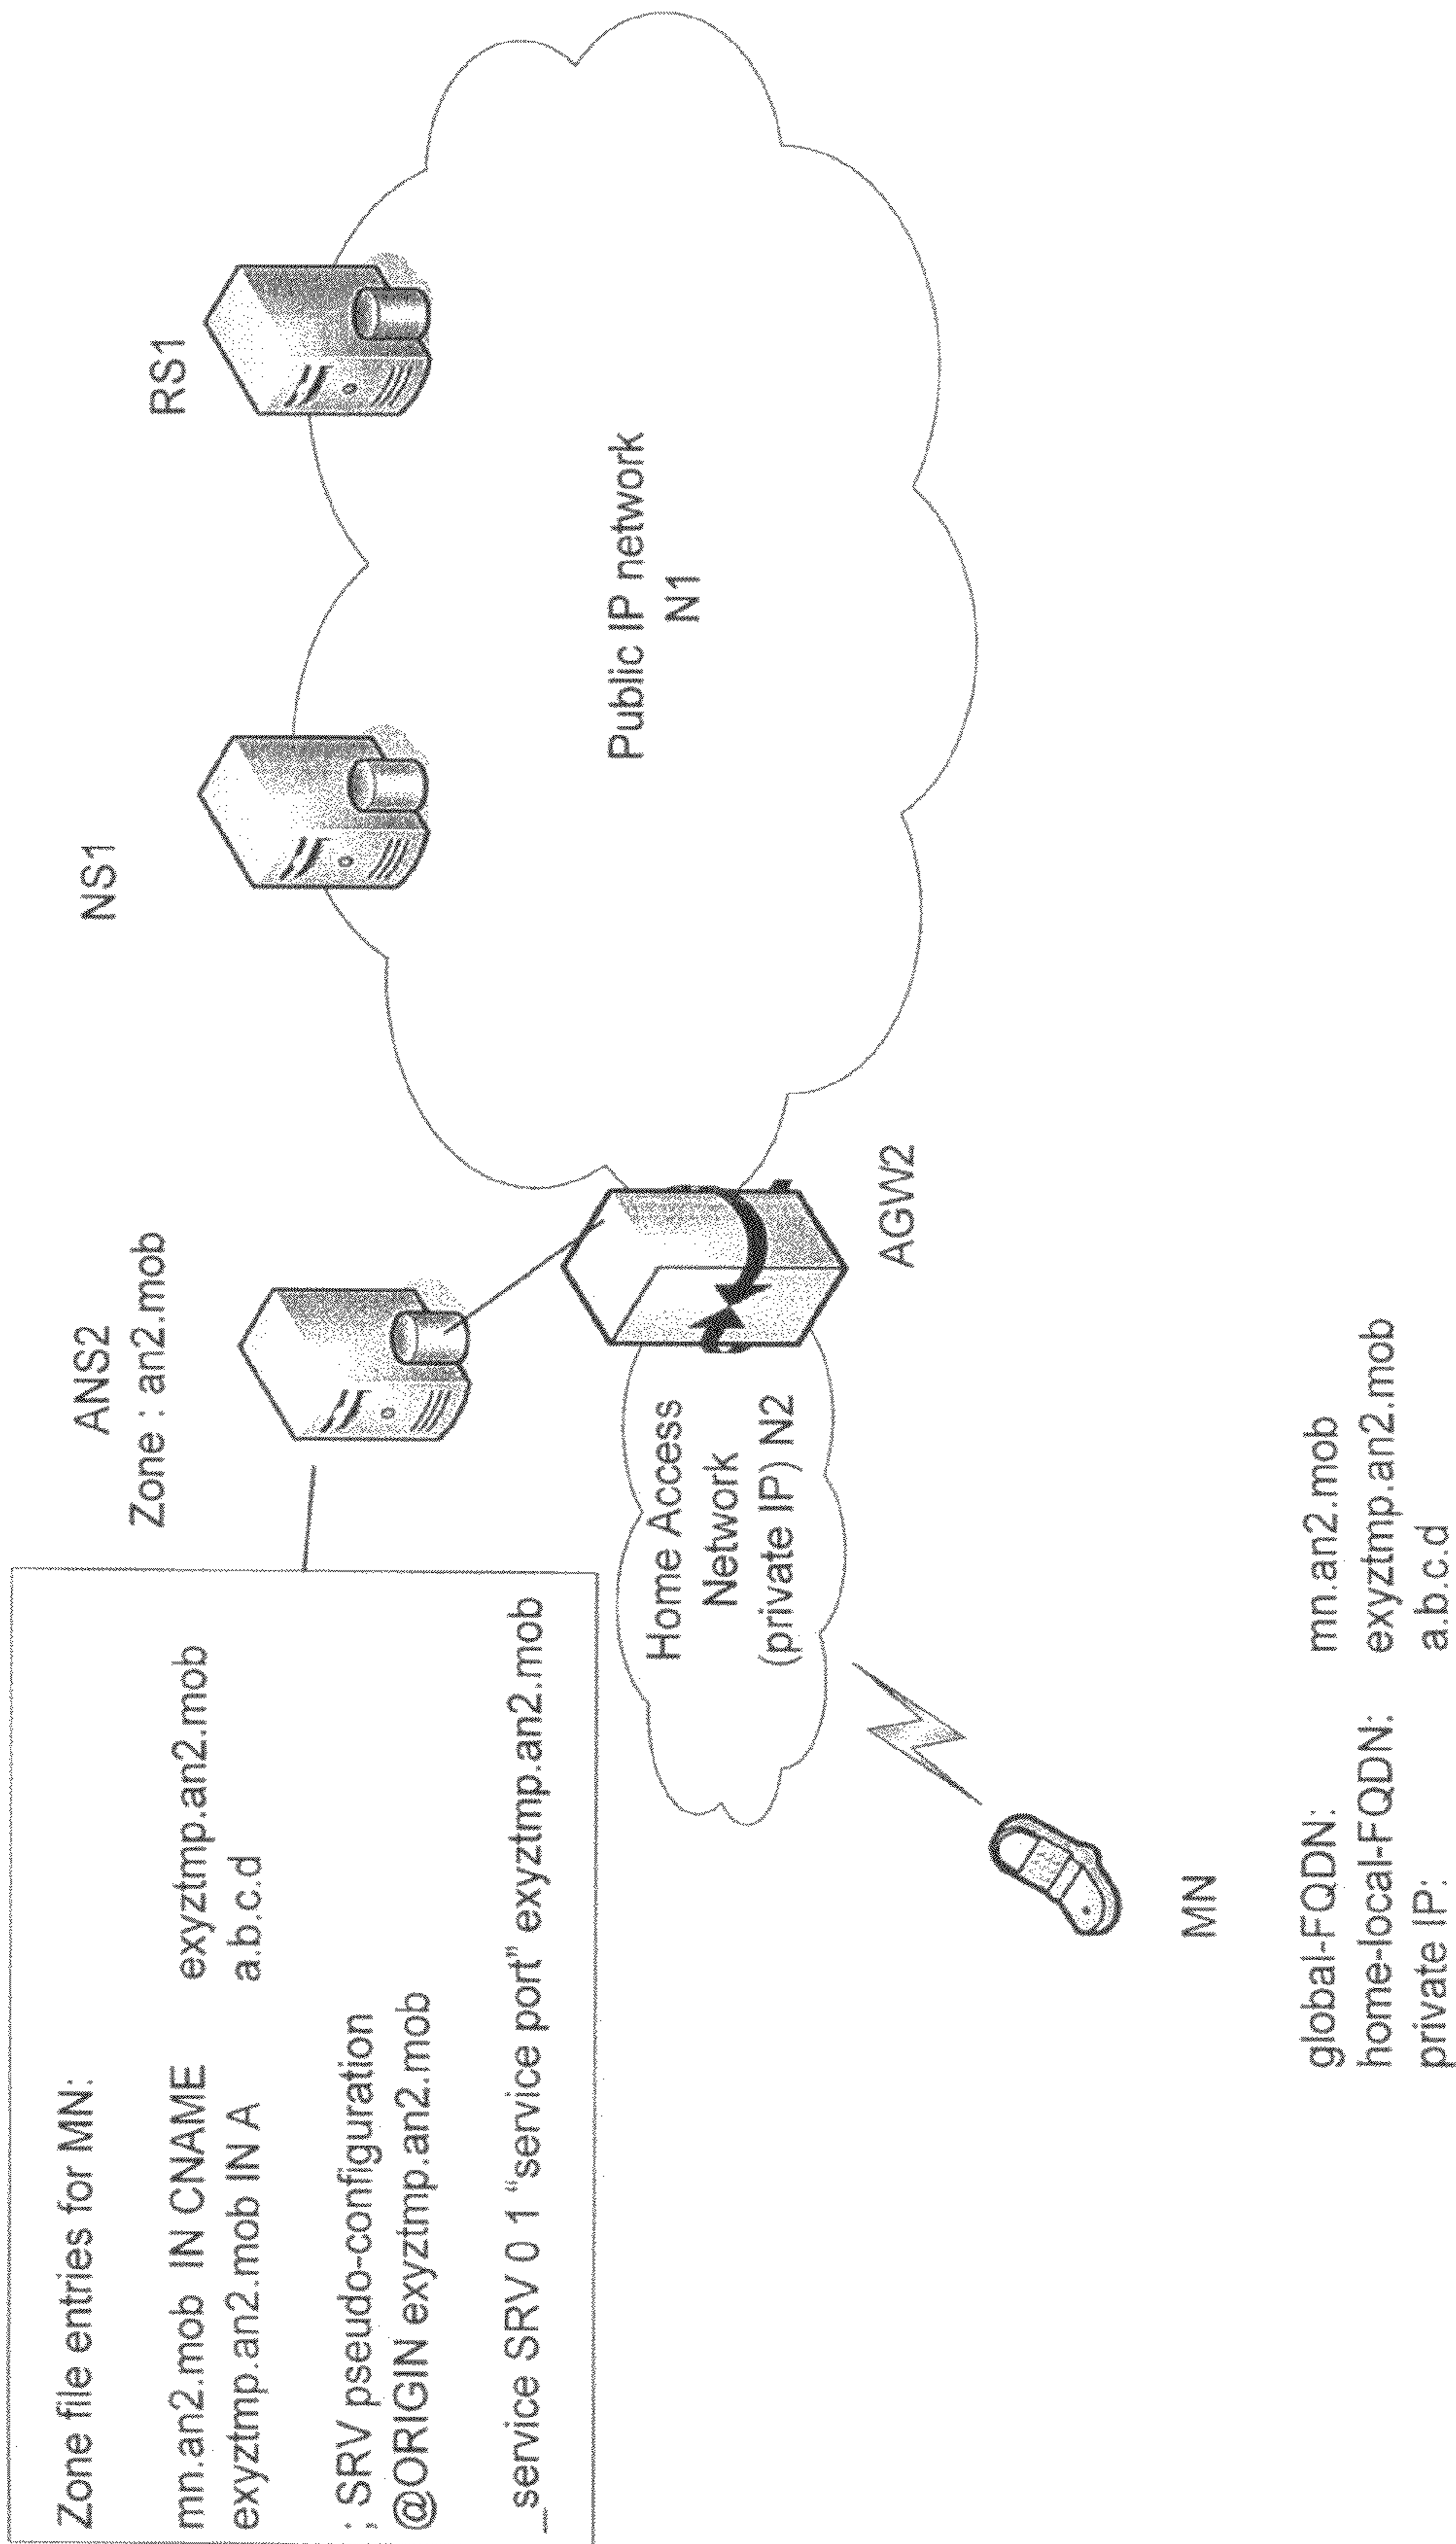 Zone file entries for MN:
mn.an2.mob IN CNAME exyztmp.an2.mob
exyztmp.an2.mob IN A a.b.c.d
; SRV pseudo-configuration
@ORIGIN exyztmp.an2.mob
_service SRV 0 1 “service port” exyztmp.an2.mob
ANS2
Zone : an2.mob
NS1
RS1
Home Access
Network
(private IP) N2
AGW2
Public IP network
N1
MN
global-FQDN: mn.an2.mob
home-local-FQDN: exyztmp.an2.mob
private IP: a.b.c.d